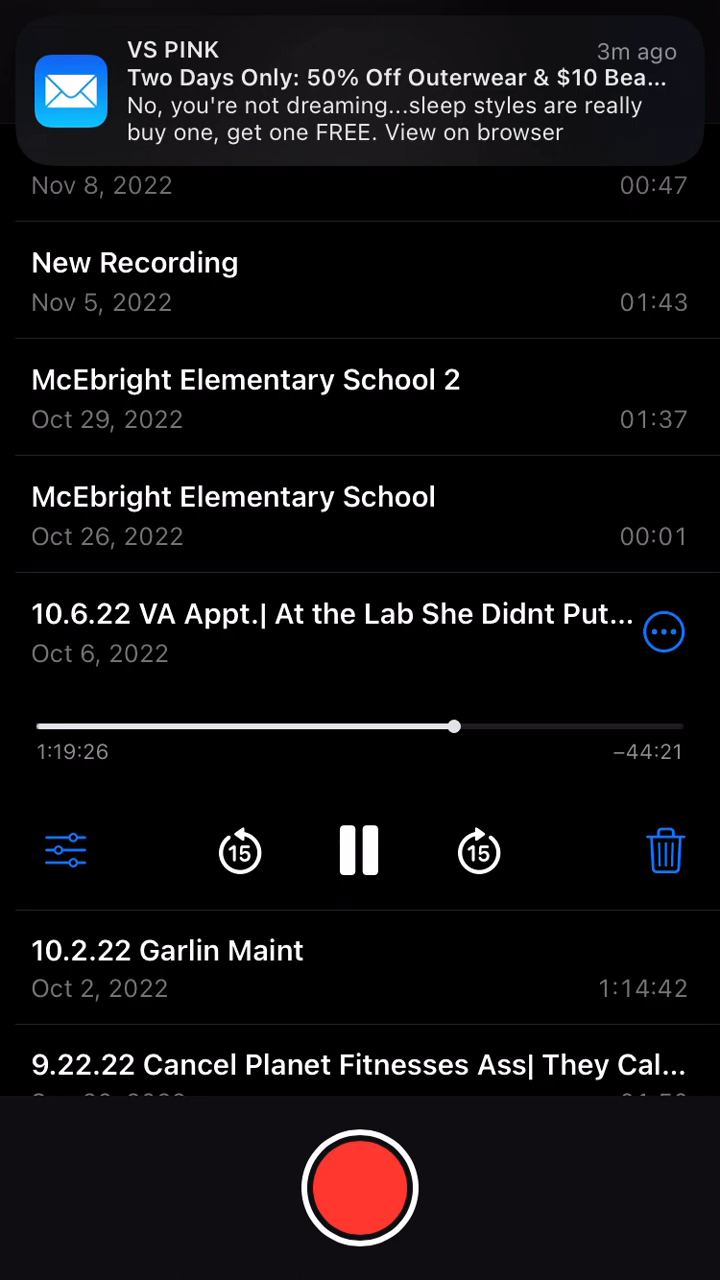 VS PINK
3m ago
Two Days Only: 50% Off Outerwear & $10 Bea...
No, you're not dreaming...sleep styles are really
buy one, get one FREE. View on browser
Nov 8, 2022
00:47
New Recording
Nov 5, 2022
01:43
McEbright Elementary School 2
Oct 29, 2022
01:37
McEbright Elementary School
Oct 26, 2022
00:01
10.6.22 VA Appt.| At the Lab She Didnt Put...
Oct 6, 2022
1:19:26
–44:21
15
15
10.2.22 Garlin Maint
Oct 2, 2022
1:14:42
9.22.22 Cancel Planet Fitnesses Ass| They Cal...